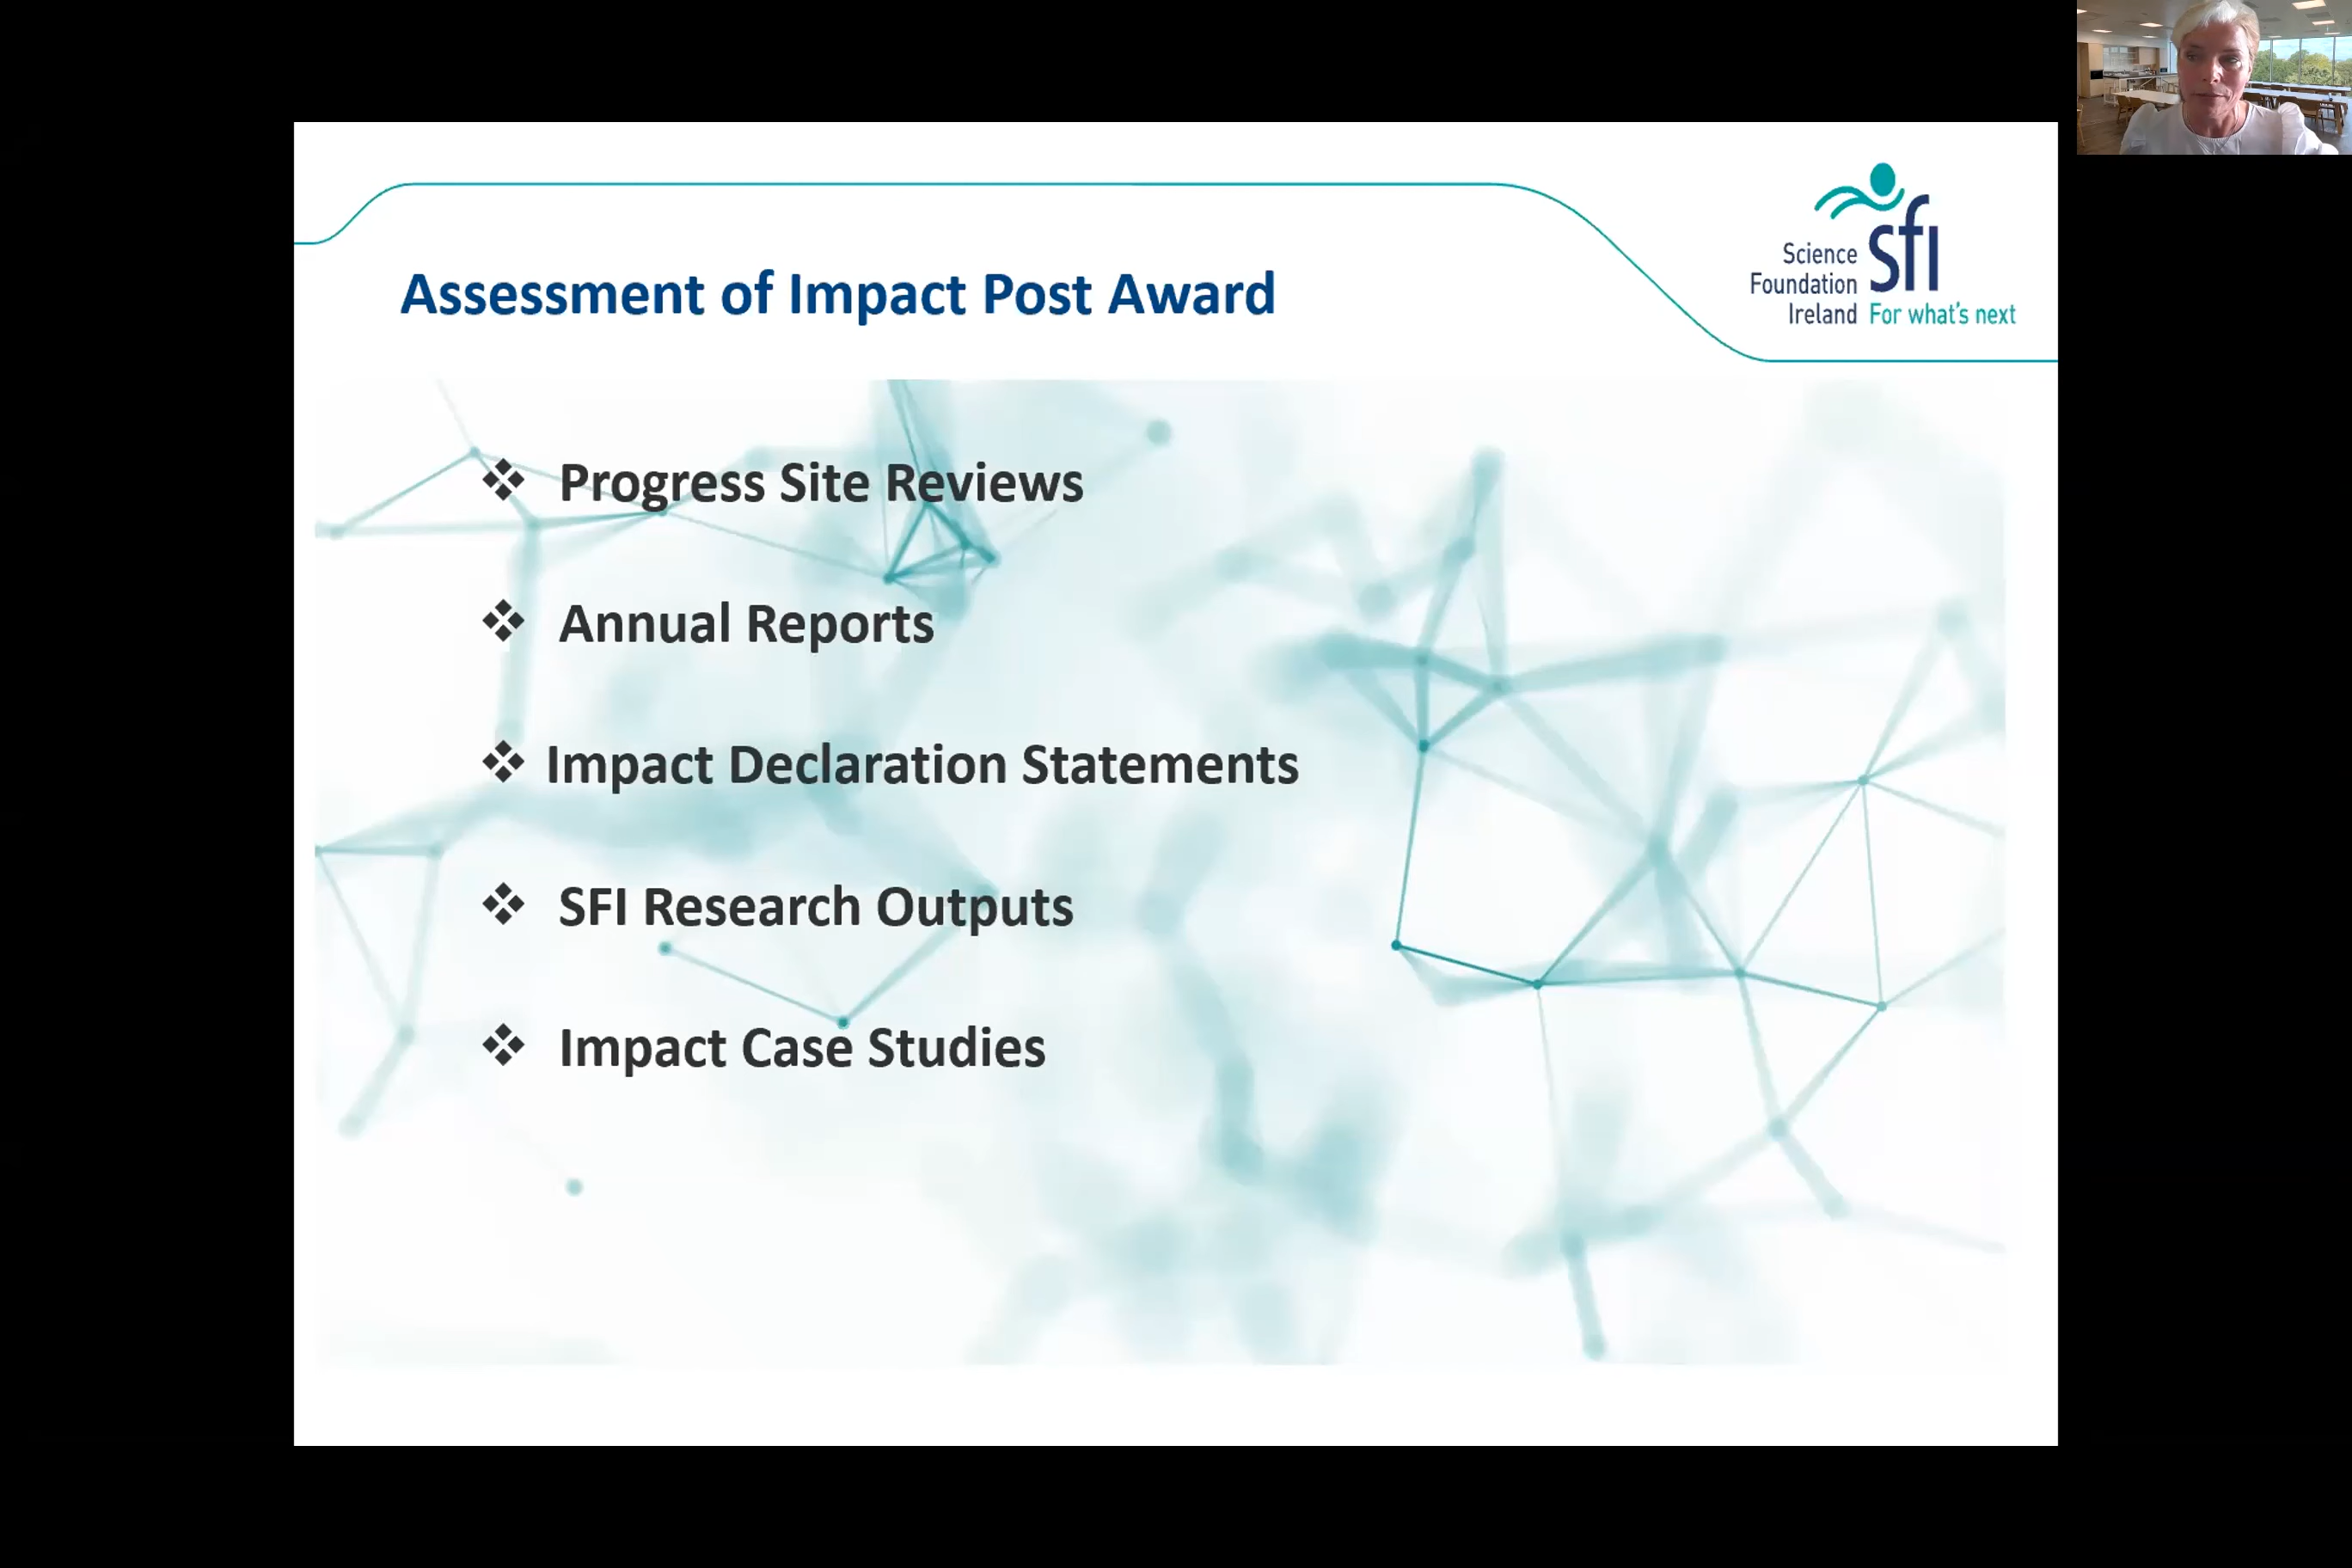 Assessment of Impact Post Award
Science
Foundation
Ireland
sfi
For what's next
❖ Progress Site Reviews
❖ Annual Reports
❖ Impact Declaration Statements
❖ SFI Research Outputs
❖ Impact Case Studies